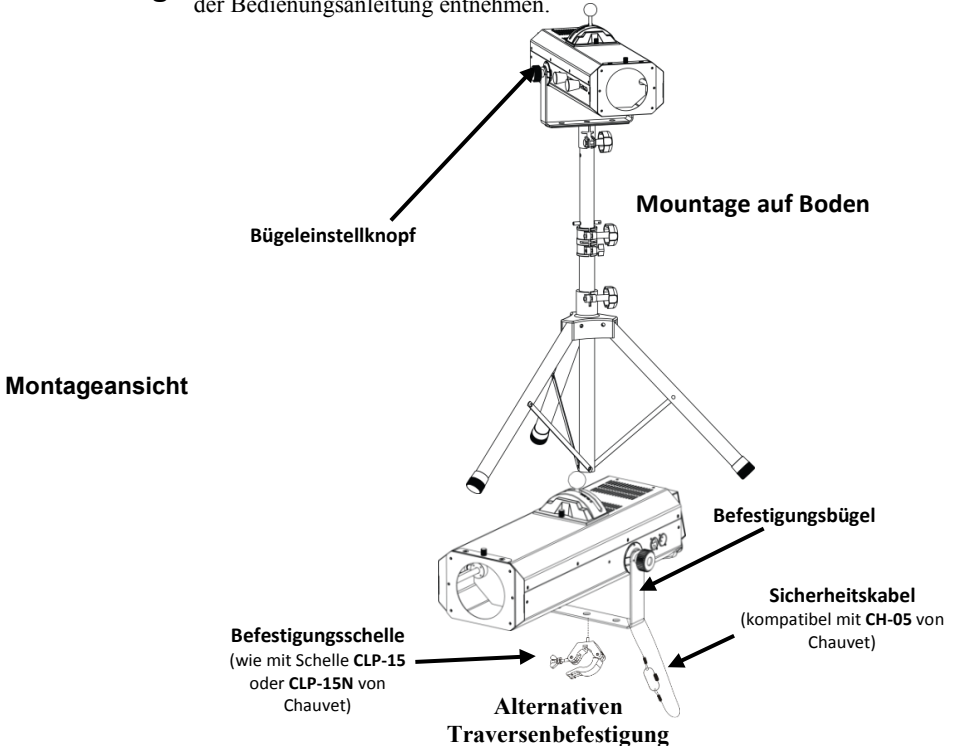 der Bedienungsanleitung entnehmen.
Mountage auf Boden
Bügeleinstellknopf
Montageansicht
Befestigungsbügel
Sicherheitskabel
(kompatibel mit CH-05 von
Chauvet)
Befestigungsschelle
(wie mit Schelle CLP-15
oder CLP-15N von
Chauvet)
Alternativen
Traversenbefestigung